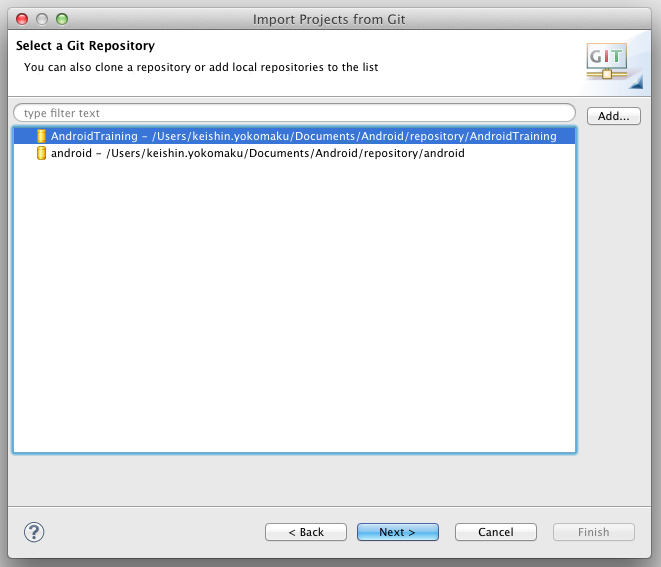 Import Projects from Git
Select a Git Repository
You can also clone a repository or add local repositories to the list
GIT
type filter text
Add...
AndroidTraining – /Users/keishin.yokomaku/Documents/Android/repository/AndroidTraining
android – /Users/keishin.yokomaku/Documents/Android/repository/android
?
< Back
Next >
Cancel
Finish